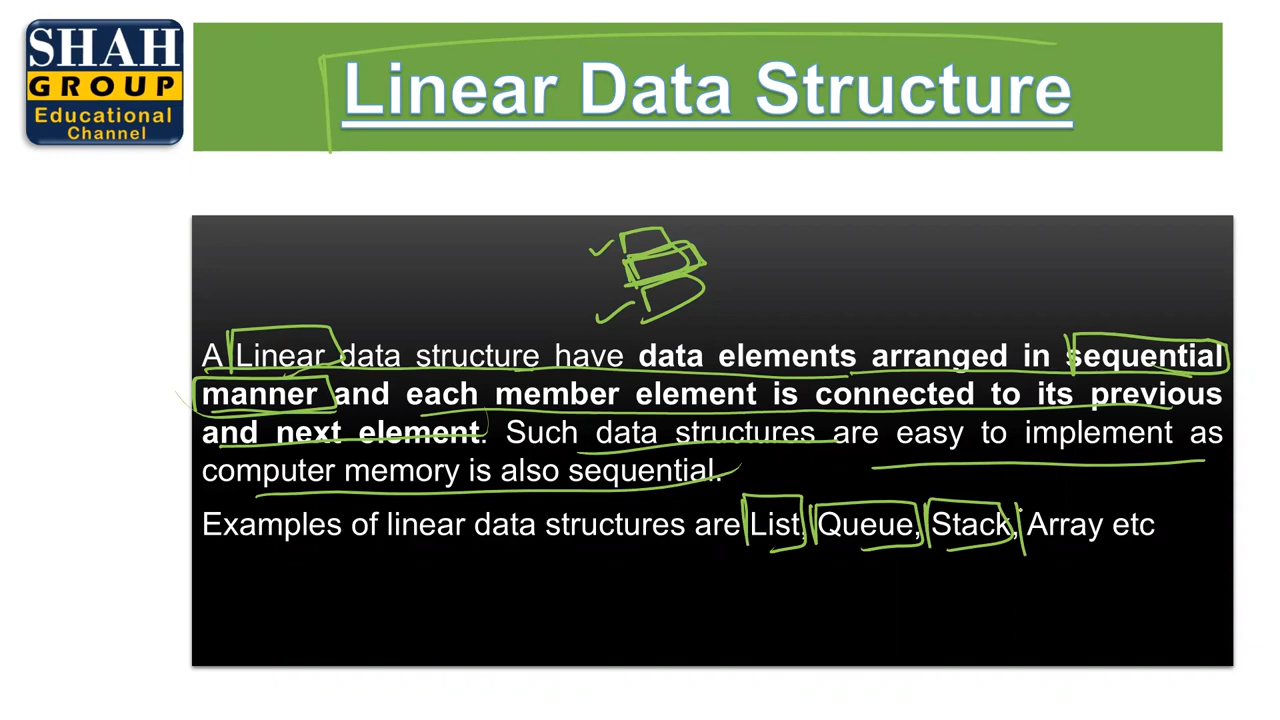 SHAH
GROUP
Educational
Channel
Linear Data Structure
A Linear data structure have data elements arranged in sequential
manner and each member element is connected to its previous
and next element. Such data structures are easy to implement as
computer memory is also sequential.
Examples of linear data structures are List, Queue, Stack, Array etc